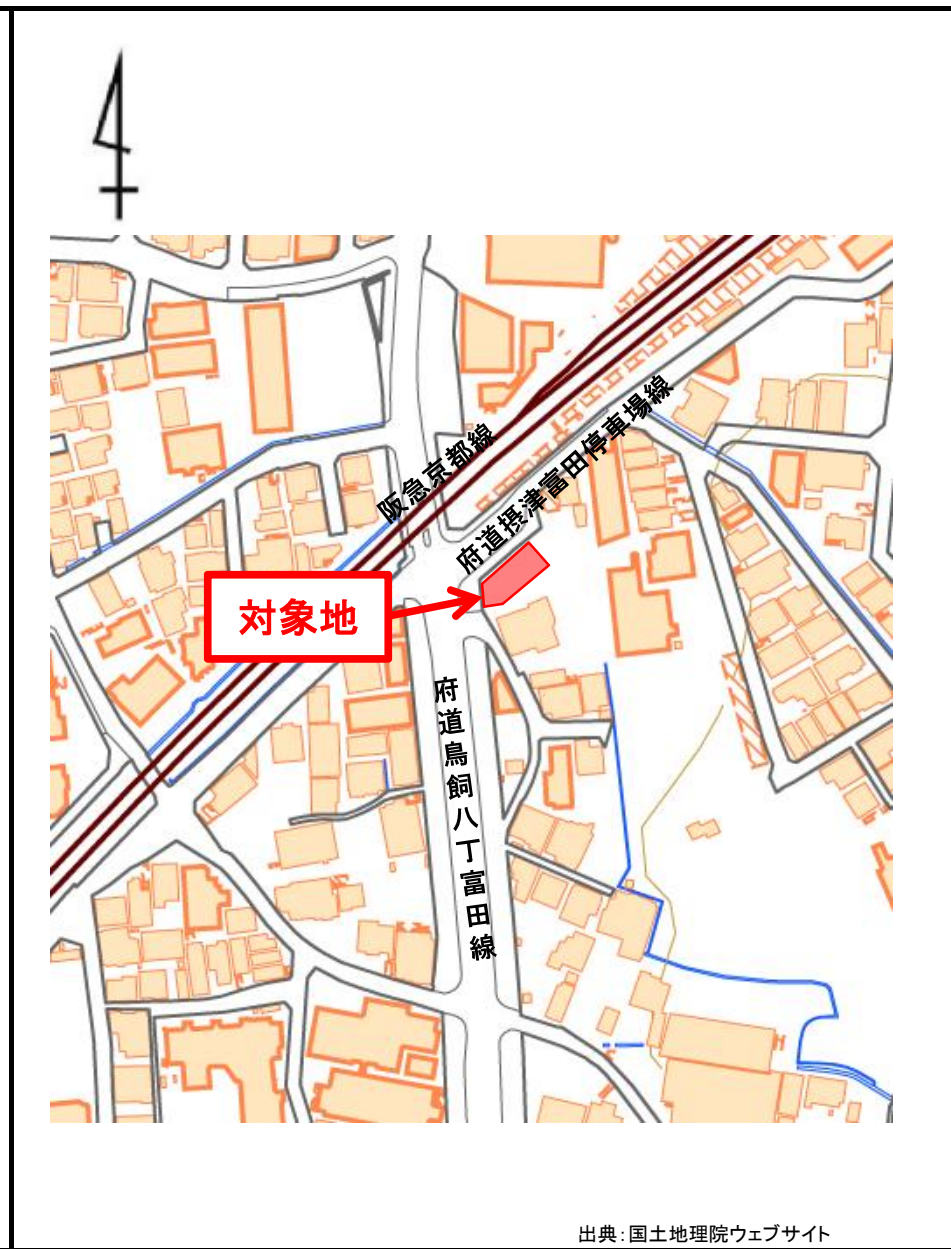 阪急京都線
府道摂津富田停車場線
対象地
府道鳥飼八丁富田線
出典:国土地理院ウェブサイト